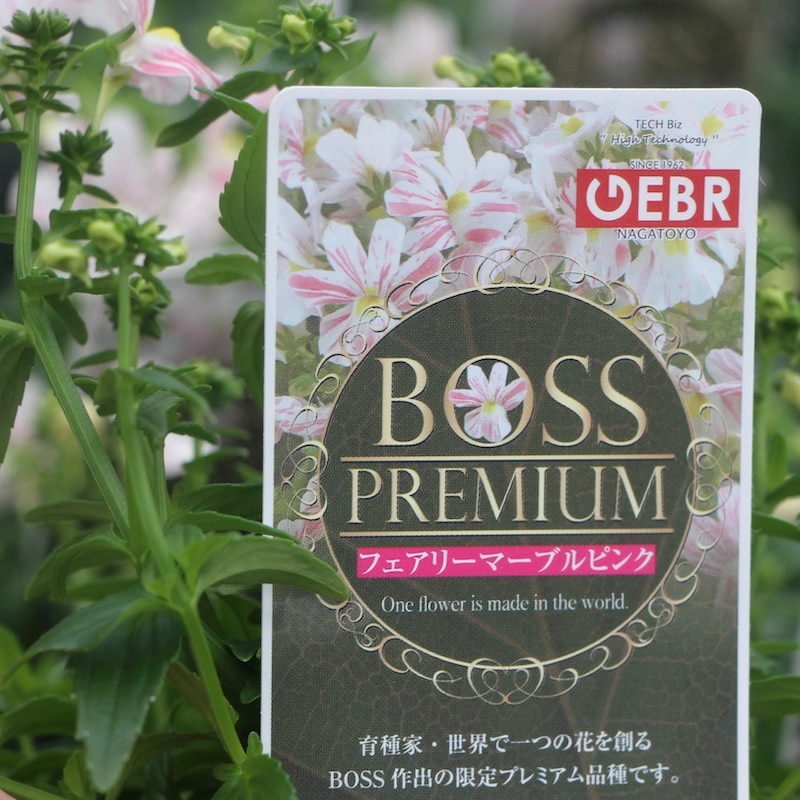 TECH Biz
" High Technology "
SINCE 1962
GEBR
NAGATOYO
BOSS
PREMIUM
フェアリーマーブルピンク
One flower is made in the world.
育種家・世界で一つの花を創る
BOSS 作出の限定プレミアム品種です。